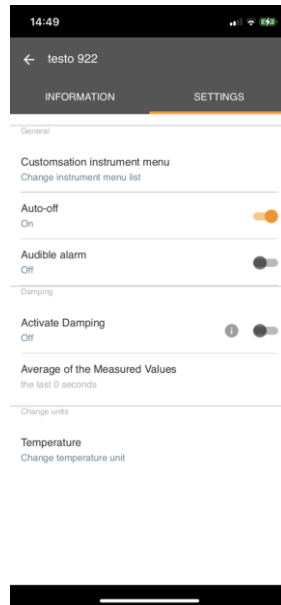 14:49
testo 922
INFORMATION SETTINGS
General
Customsation instrument menu
Change instrument menu list
Auto-off
On
Audible alarm
Off
Damping
Activate Damping
Off
Average of the Measured Values
the last 0 seconds
Change units
Temperature
Change temperature unit